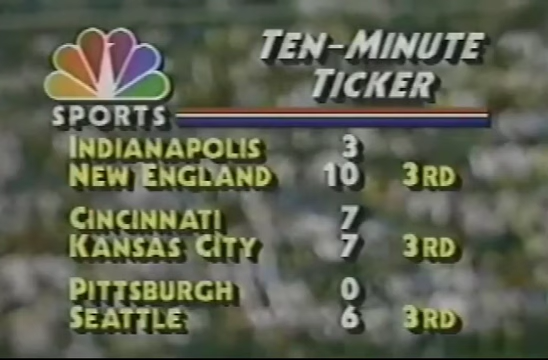 TEN-MINUTE
TICKER
SPORTS
INDIANAPOLIS 3
NEW ENGLAND 10 3RD
CINCINNATI 7
KANSAS CITY 7 3RD
PITTSBURGH 0
SEATTLE 6 3RD